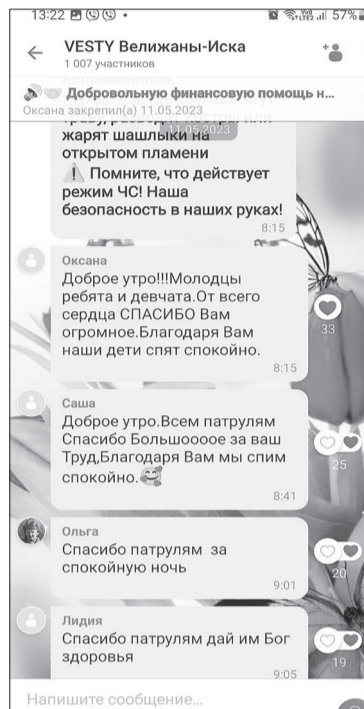 13:22
57%
VESTY Велижаны-Иска
1 007 участников
Добровольную финансовую помощь н...
Оксана закрепил(а) 11.05.2023
11.05.2023
жарят шашлыки на
открытом пламени
⚠ Помните, что действует
режим ЧС! Наша
безопасность в наших руках!
8:15
Оксана
Доброе утро!!!Молодцы
ребята и девчата.От всего
сердца СПАСИБО Вам
огромное.Благодаря Вам
наши дети спят спокойно.
8:15
33
Саша
Доброе утро.Всем патрулям
Спасибо Большооооое за ваш
Труд,Благодаря Вам мы спим
спокойно.🥰
8:41
25
Ольга
Спасибо патрулям за
спокойную ночь
9:01
20
Лидия
Спасибо патрулям дай им Бог
здоровья
9:05
19
Напишите сообщение...